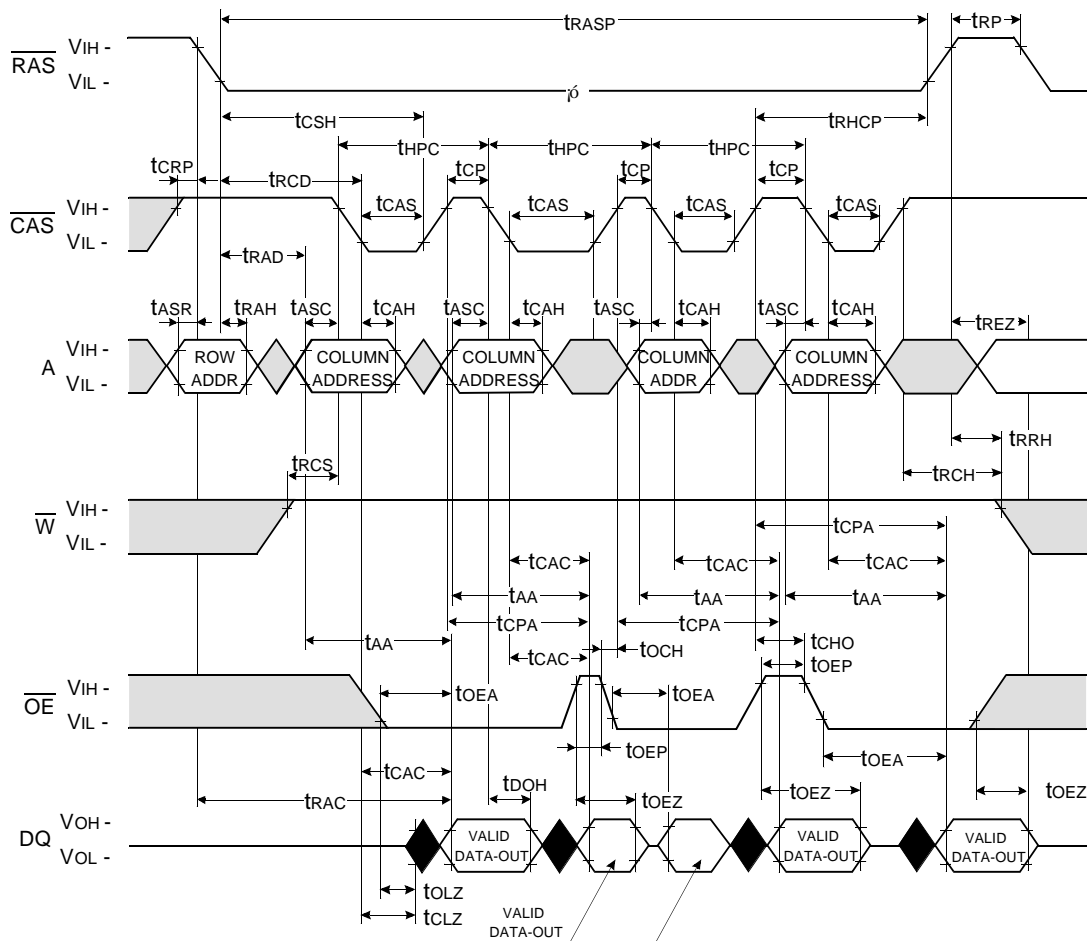 tRASP
tRP
RAS
VIH -
VIL -
¡ó
tCSH
tRHCP
tHPC
tHPC
tHPC
tCRP
tRCD
tCP
tCP
tCP
CAS
VIH -
VIL -
tCAS
tCAS
tCAS
tCAS
tRAD
tASR
tRAH
tASC
tCAH
tASC
tCAH
tASC
tCAH
tASC
tCAH
tREZ
A
VIH -
VIL -
ROW
ADDR
COLUMN
ADDRESS
COLUMN
ADDRESS
COLUMN
ADDR
COLUMN
ADDRESS
tRRH
tRCS
tRCH
W
VIH -
VIL -
tCPA
tCAC
tCAC
tCAC
tAA
tAA
tAA
tCPA
tCPA
tAA
tCHO
tCAC
tOCH
tOEP
OE
VIH -
VIL -
tOEA
tOEA
tOEP
tOEA
tCAC
tDOH
tOEZ
tOEZ
tOEZ
tRAC
DQ
VOH -
VOL -
VALID
DATA-OUT
VALID
DATA-OUT
VALID
DATA-OUT
tOLZ
tCLZ
VALID
DATA-OUT